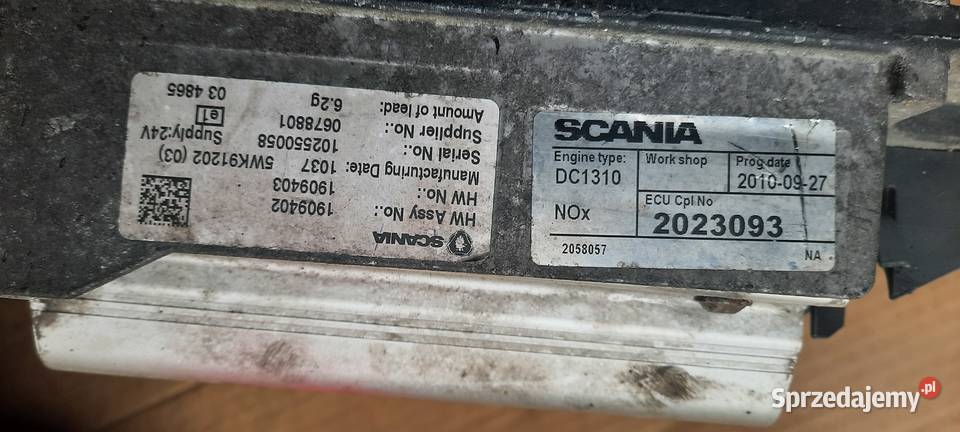 SCANIA
HW Assy No.: 1909402
HW No.: 1909403
Manufacturing Date: 1037 5WK91202 (03)
Serial No.: 102550058
Supplier No.: 0678801
Amount of lead: 6.2g
Supply:24V
e1
03 4865
SCANIA
Engine type: DC1310
Work shop
Prog date 2010-09-27
NOx
ECU Cpl No 2023093
2058057
NA
Sprzedajemy.pl